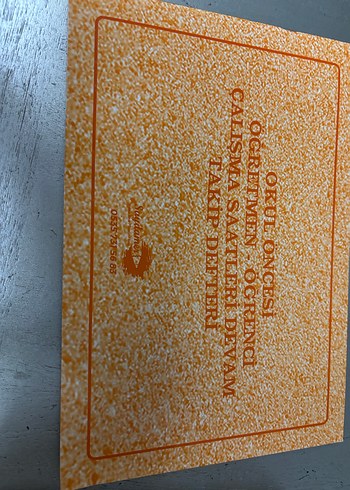 OKUL ÖNCESİ
ÖĞRETMEN - ÖĞRENCİ
ÇALIŞMA SAATLERİ DEVAM
TAKİP DEFTERİ